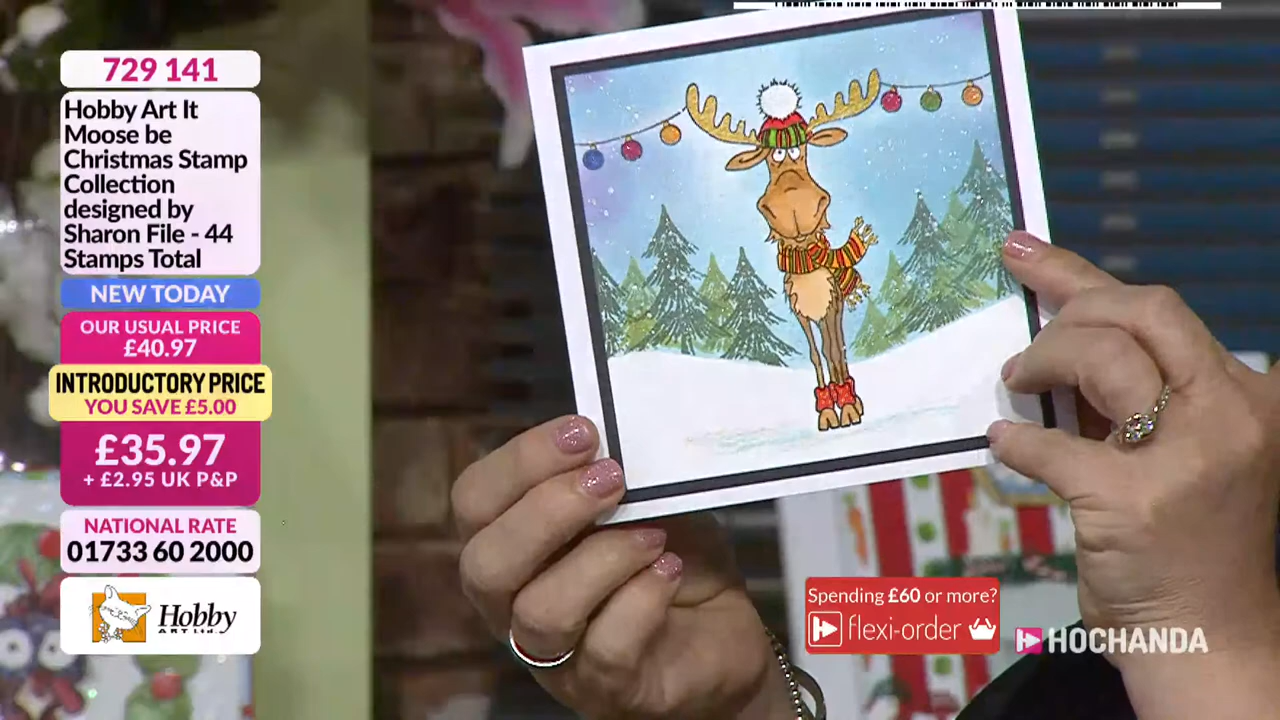 729 141
Hobby Art It
Moose be
Christmas Stamp
Collection
designed by
Sharon File - 44
Stamps Total
NEW TODAY
OUR USUAL PRICE
£40.97
INTRODUCTORY PRICE
YOU SAVE £5.00
£35.97
+ £2.95 UK P&P
NATIONAL RATE
01733 60 2000
Hobby
ART Ltd.
Spending £60 or more?
flexi-order
HOCHANDA